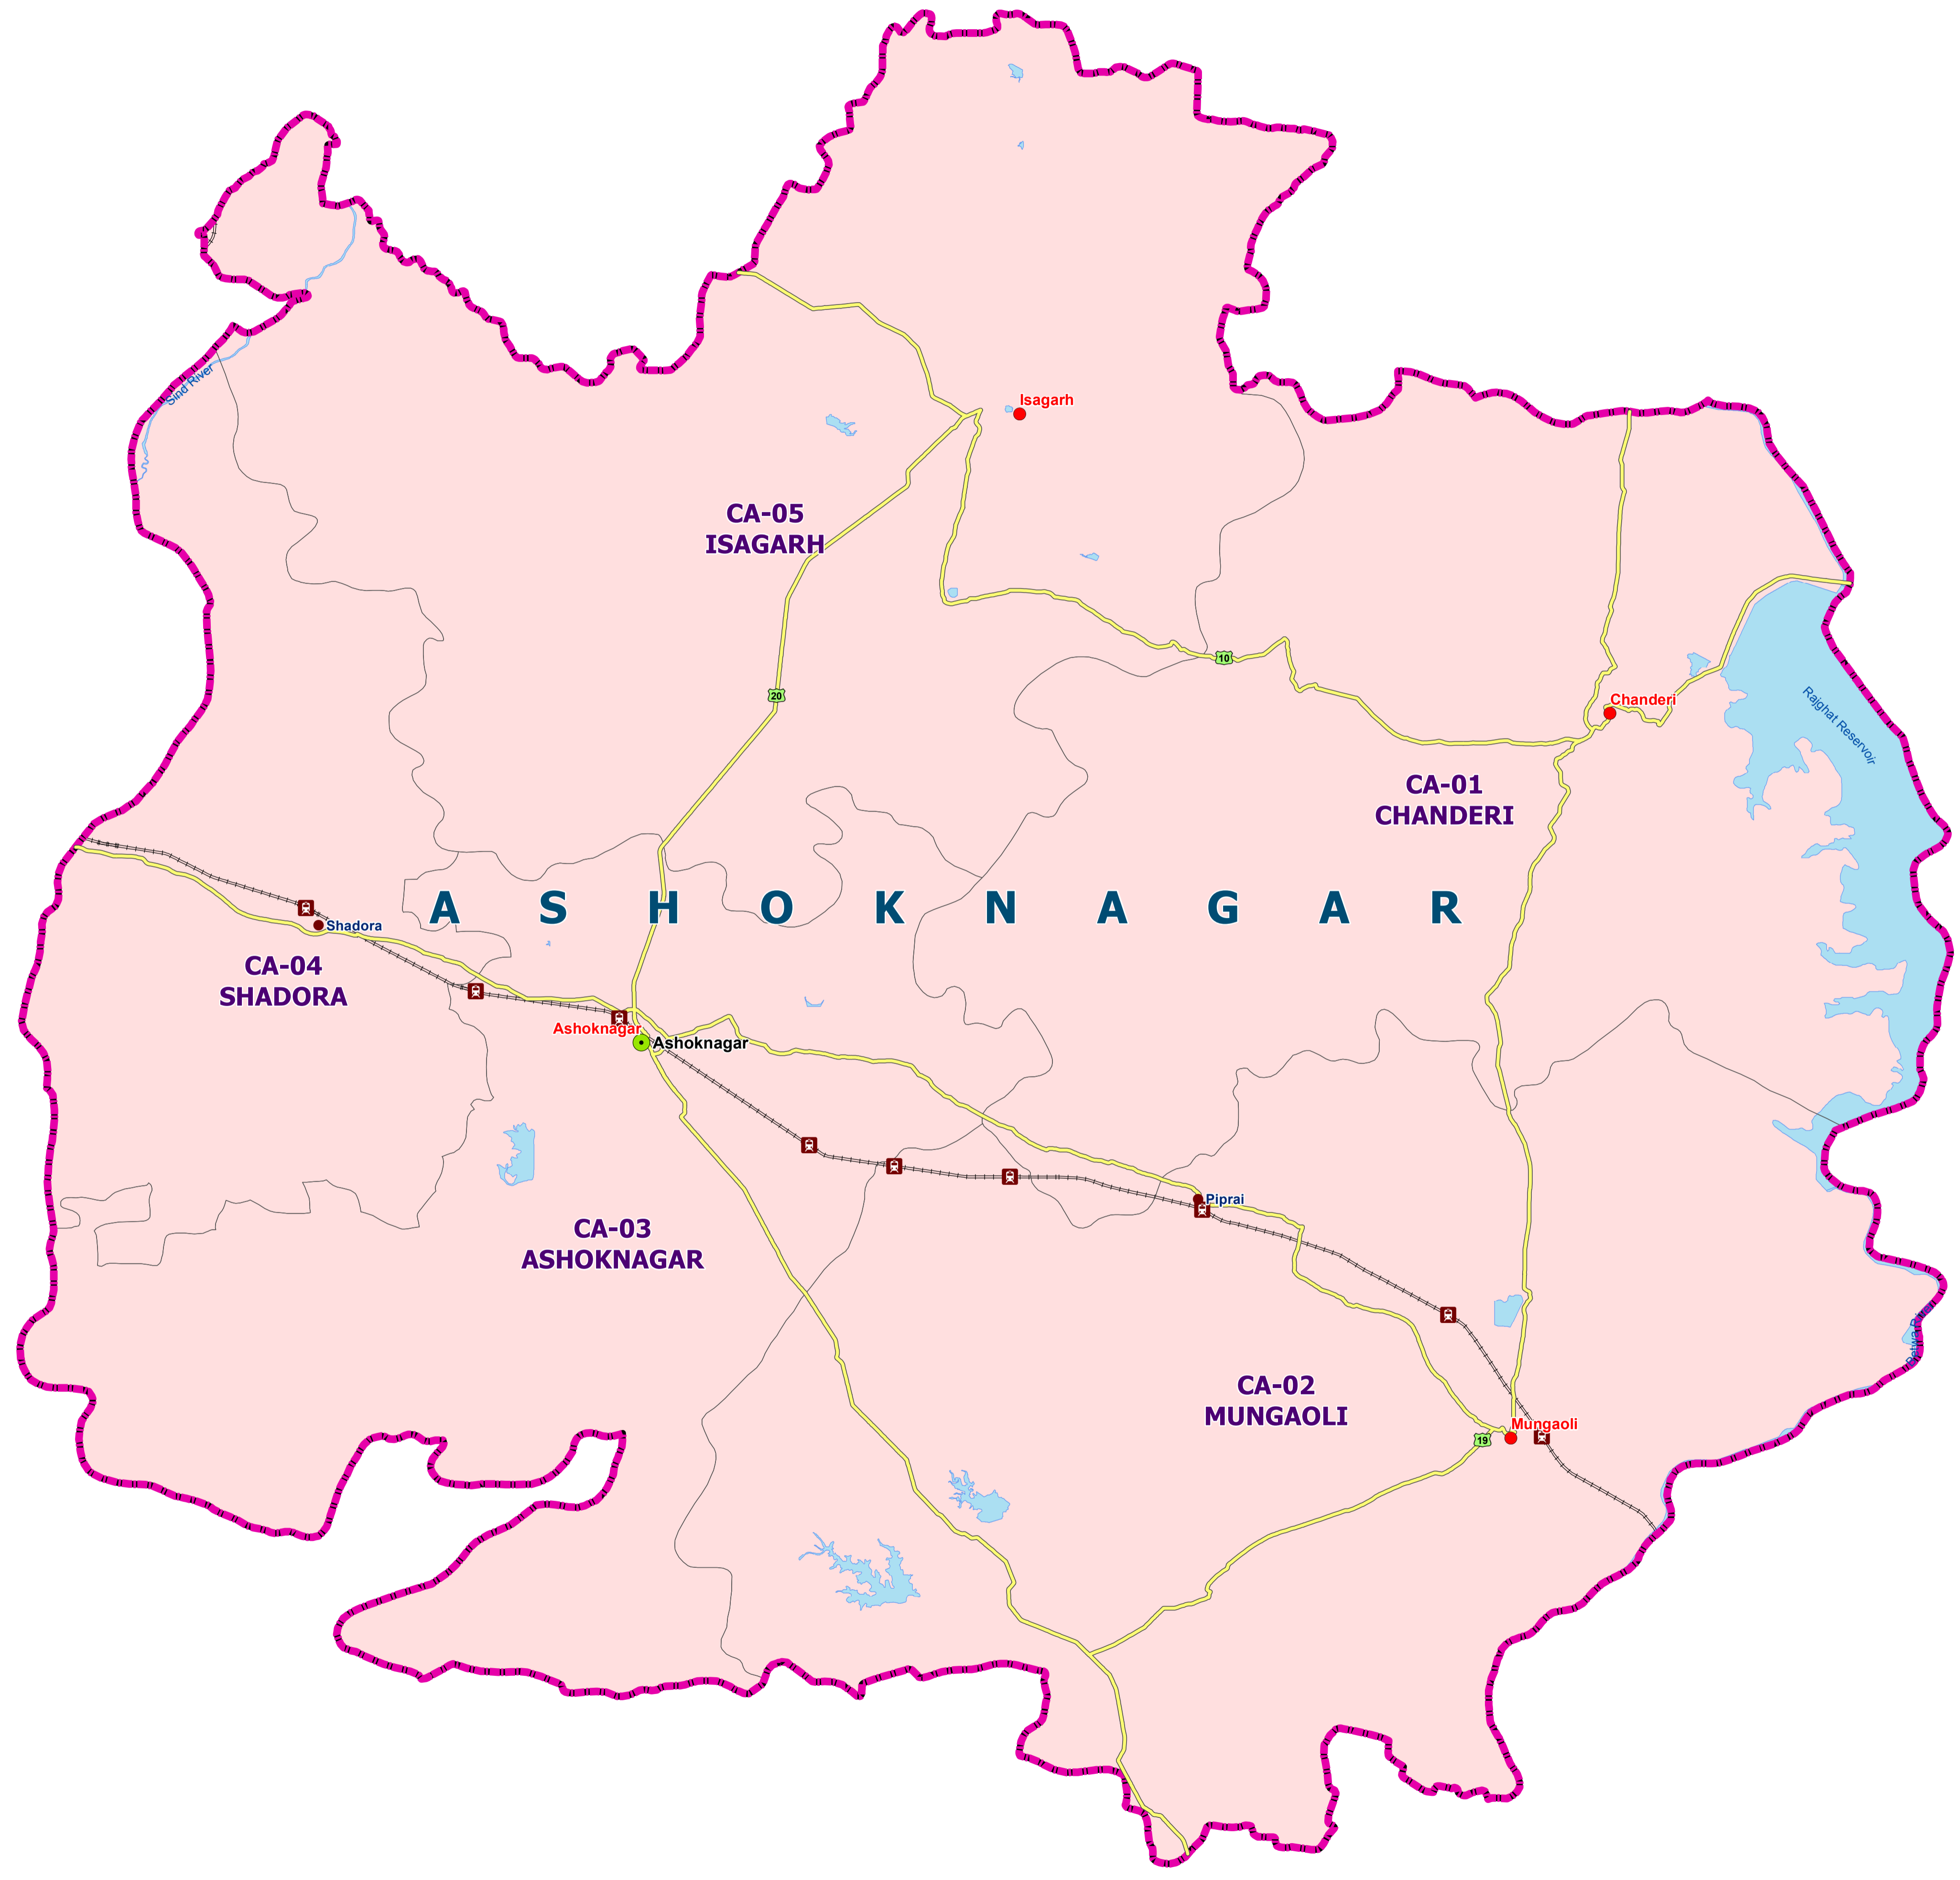 Sind River
Isagarh
CA-05
ISAGARH
10
20
Chanderi
Rajghat Reservoir
CA-01
CHANDERI
ASHOKNAGAR
Shadora
CA-04
SHADORA
Ashoknagar
Ashoknagar
Piprai
CA-03
ASHOKNAGAR
CA-02
MUNGAOLI
Mungaoli
19